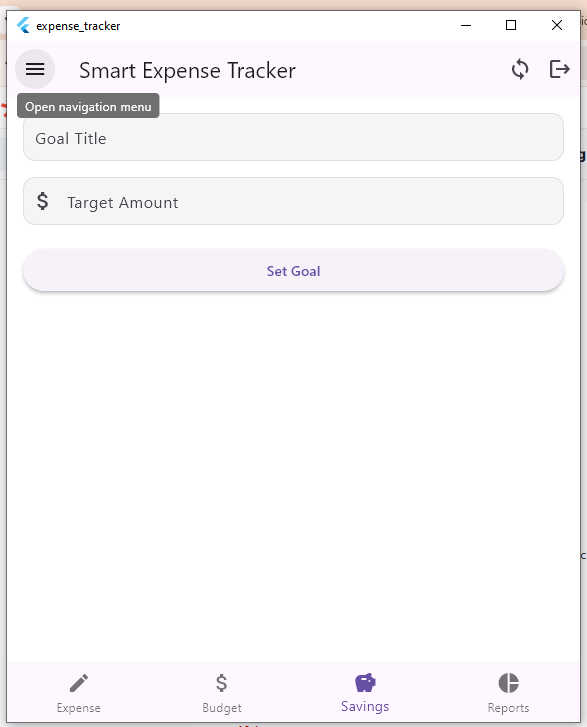 expense_tracker
Smart Expense Tracker
Open navigation menu
Goal Title
$ Target Amount
Set Goal
Expense
Budget
Savings
Reports